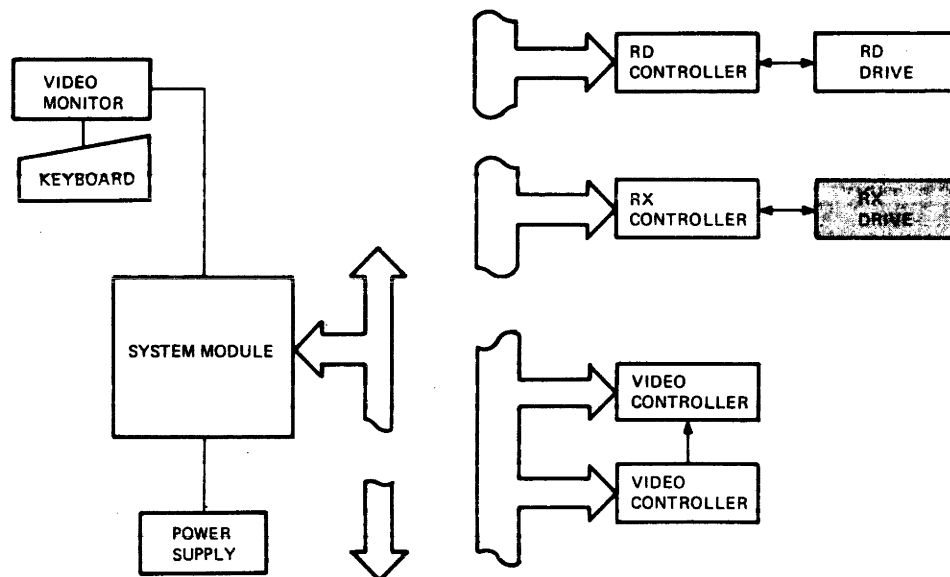 VIDEO
MONITOR
KEYBOARD
SYSTEM MODULE
POWER
SUPPLY
RD
CONTROLLER
RD
DRIVE
RX
CONTROLLER
RX
DRIVE
VIDEO
CONTROLLER
VIDEO
CONTROLLER